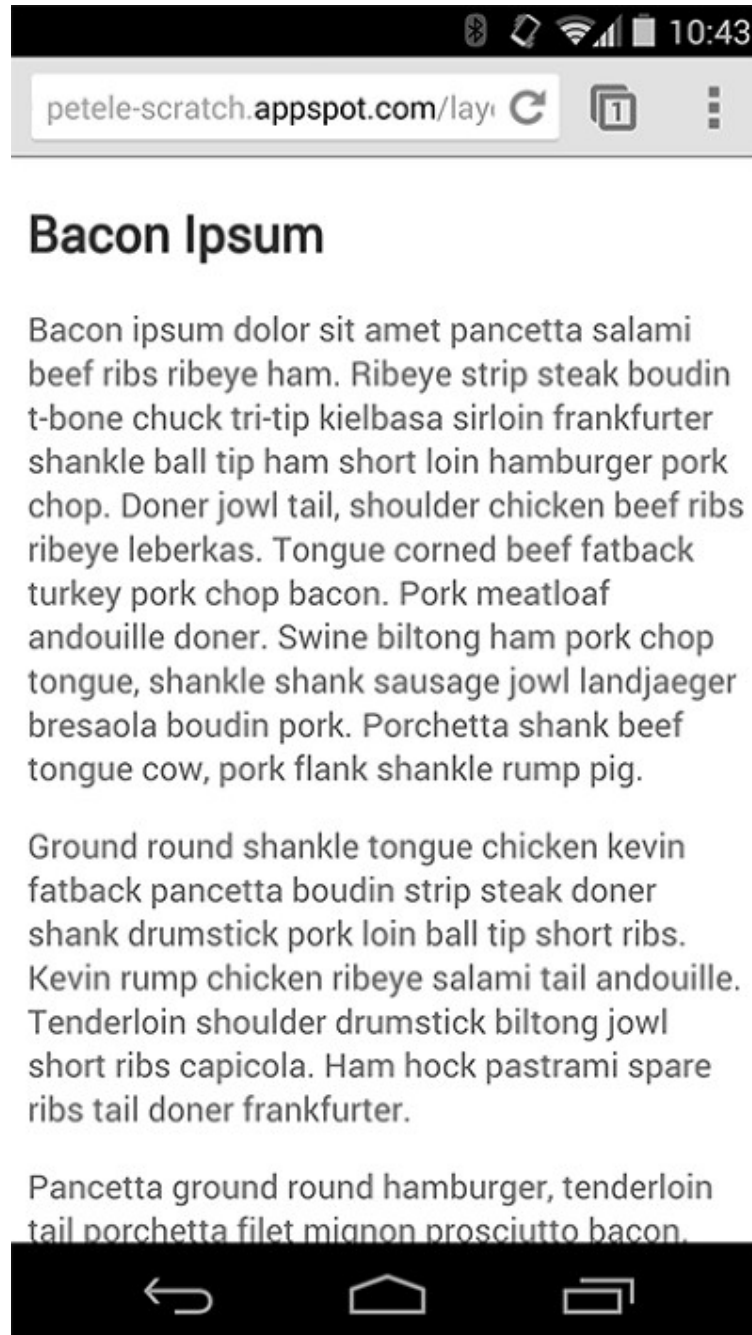 10:43
petele-scratch.appspot.com/lay
1
Bacon Ipsum
Bacon ipsum dolor sit amet pancetta salami
beef ribs ribeye ham. Ribeye strip steak boudin
t-bone chuck tri-tip kielbasa sirloin frankfurter
shankle ball tip ham short loin hamburger pork
chop. Doner jowl tail, shoulder chicken beef ribs
ribeye leberkas. Tongue corned beef fatback
turkey pork chop bacon. Pork meatloaf
andouille doner. Swine biltong ham pork chop
tongue, shankle shank sausage jowl landjaeger
bresaola boudin pork. Porchetta shank beef
tongue cow, pork flank shankle rump pig.
Ground round shankle tongue chicken kevin
fatback pancetta boudin strip steak doner
shank drumstick pork loin ball tip short ribs.
Kevin rump chicken ribeye salami tail andouille.
Tenderloin shoulder drumstick biltong jowl
short ribs capicola. Ham hock pastrami spare
ribs tail doner frankfurter.
Pancetta ground round hamburger, tenderloin
tail porchetta filet mignon prosciutto bacon.